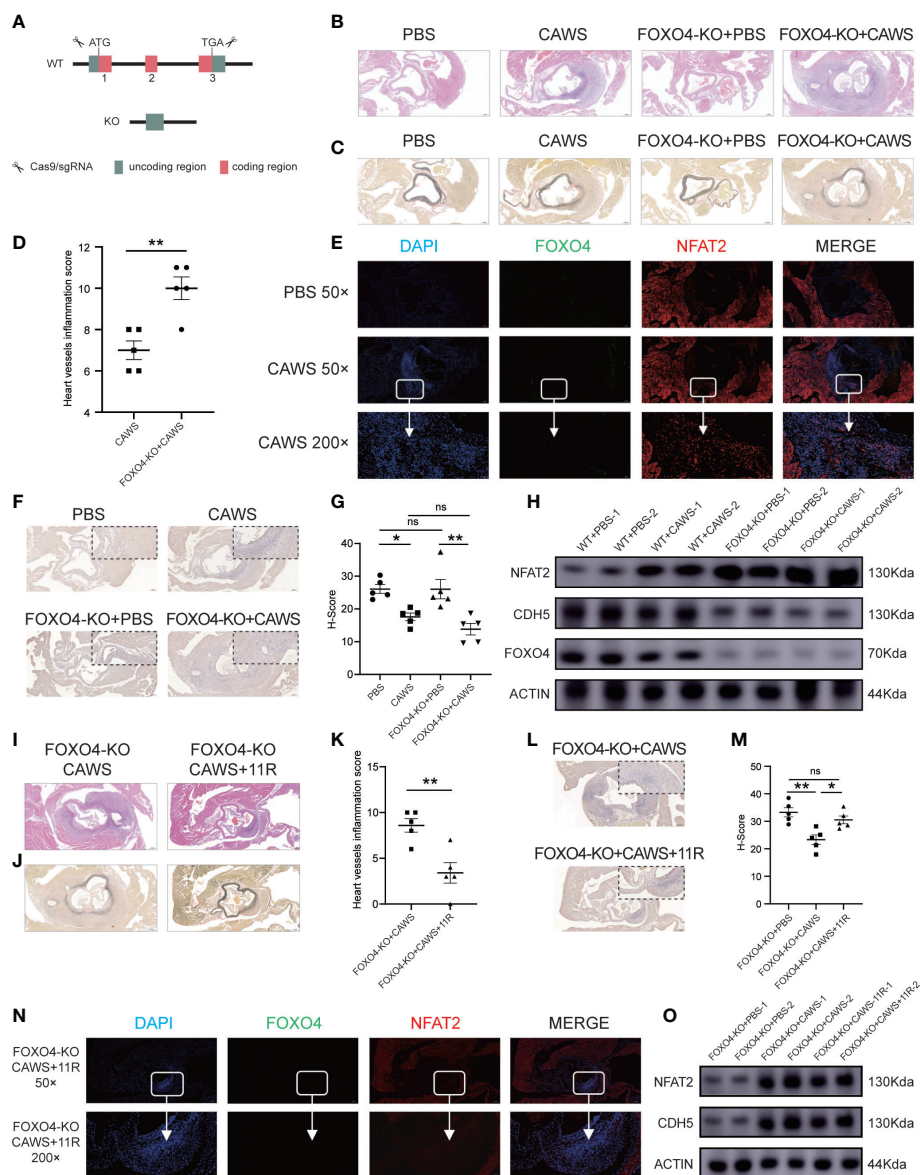 A
ATG
TGA
WT
1
2
3
KO
Cas9/sgRNA
uncoding region
coding region
B
PBS
CAWS
FOXO4-KO+PBS
FOXO4-KO+CAWS
C
PBS
CAWS
FOXO4-KO+PBS
FOXO4-KO+CAWS
D
Heart vessels inflammation score
12
10
8
6
4
**
CAWS
FOXO4-KO+CAWS
E
DAPI
FOXO4
NFAT2
MERGE
PBS 50×
CAWS 50×
CAWS 200×
F
PBS
CAWS
FOXO4-KO+PBS
FOXO4-KO+CAWS
G
H-Score
40
30
20
10
0
ns
ns
*
**
PBS
CAWS
FOXO4-KO+PBS
FOXO4-KO+CAWS
H
WT+PBS-1
WT+PBS-2
WT+CAWS-1
WT+CAWS-2
FOXO4-KO+PBS-1
FOXO4-KO+PBS-2
FOXO4-KO+CAWS-1
FOXO4-KO+CAWS-2
NFAT2
130Kda
CDH5
130Kda
FOXO4
70Kda
ACTIN
44Kda
I
FOXO4-KO
CAWS
FOXO4-KO
CAWS+11R
J
K
Heart vessels inflammation score
15
10
5
0
**
FOXO4-KO+CAWS
FOXO4-KO+CAWS+11R
L
FOXO4-KO+CAWS
FOXO4-KO+CAWS+11R
M
H-Score
50
40
30
20
10
0
ns
**
*
FOXO4-KO+PBS
FOXO4-KO+CAWS
FOXO4-KO+CAWS+11R
N
DAPI
FOXO4
NFAT2
MERGE
FOXO4-KO
CAWS+11R
50×
FOXO4-KO
CAWS+11R
200×
O
FOXO4-KO+PBS-1
FOXO4-KO+PBS-2
FOXO4-KO+CAWS-1
FOXO4-KO+CAWS-2
FOXO4-KO+CAWS-11R-1
FOXO4-KO+CAWS+11R-2
NFAT2
130Kda
CDH5
130Kda
ACTIN
44Kda